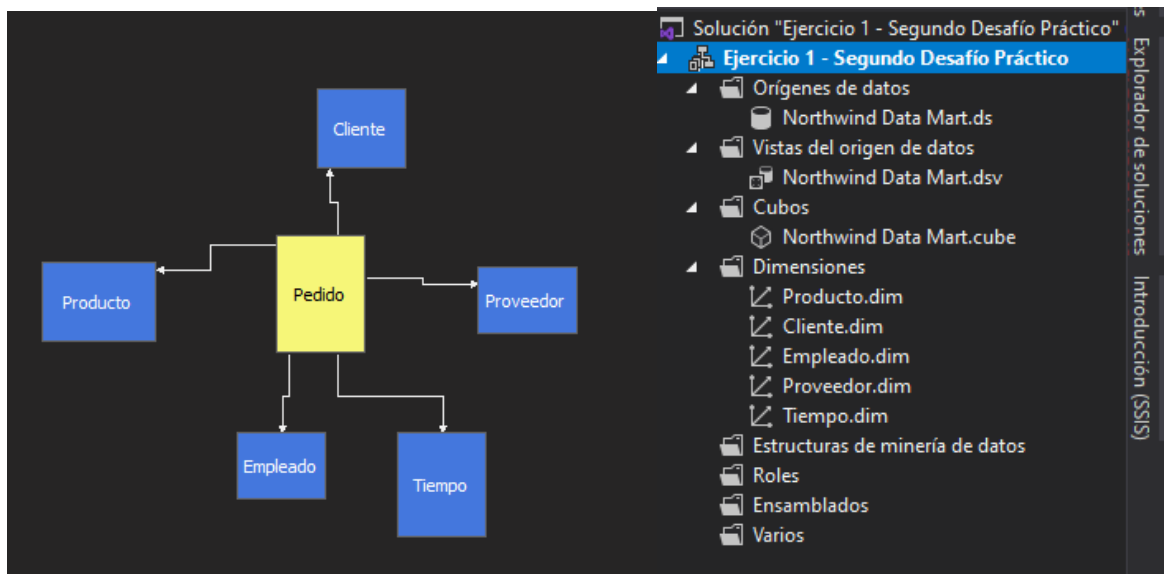 Cliente
Producto
Pedido
Proveedor
Empleado
Tiempo
Solución "Ejercicio 1 - Segundo Desafío Práctico"
Ejercicio 1 - Segundo Desafío Práctico
Orígenes de datos
Northwind Data Mart.ds
Vistas del origen de datos
Northwind Data Mart.dsv
Cubos
Northwind Data Mart.cube
Dimensiones
Producto.dim
Cliente.dim
Empleado.dim
Proveedor.dim
Tiempo.dim
Estructuras de minería de datos
Roles
Ensamblados
Varios
Explorador de soluciones
Introducción (SSIS)